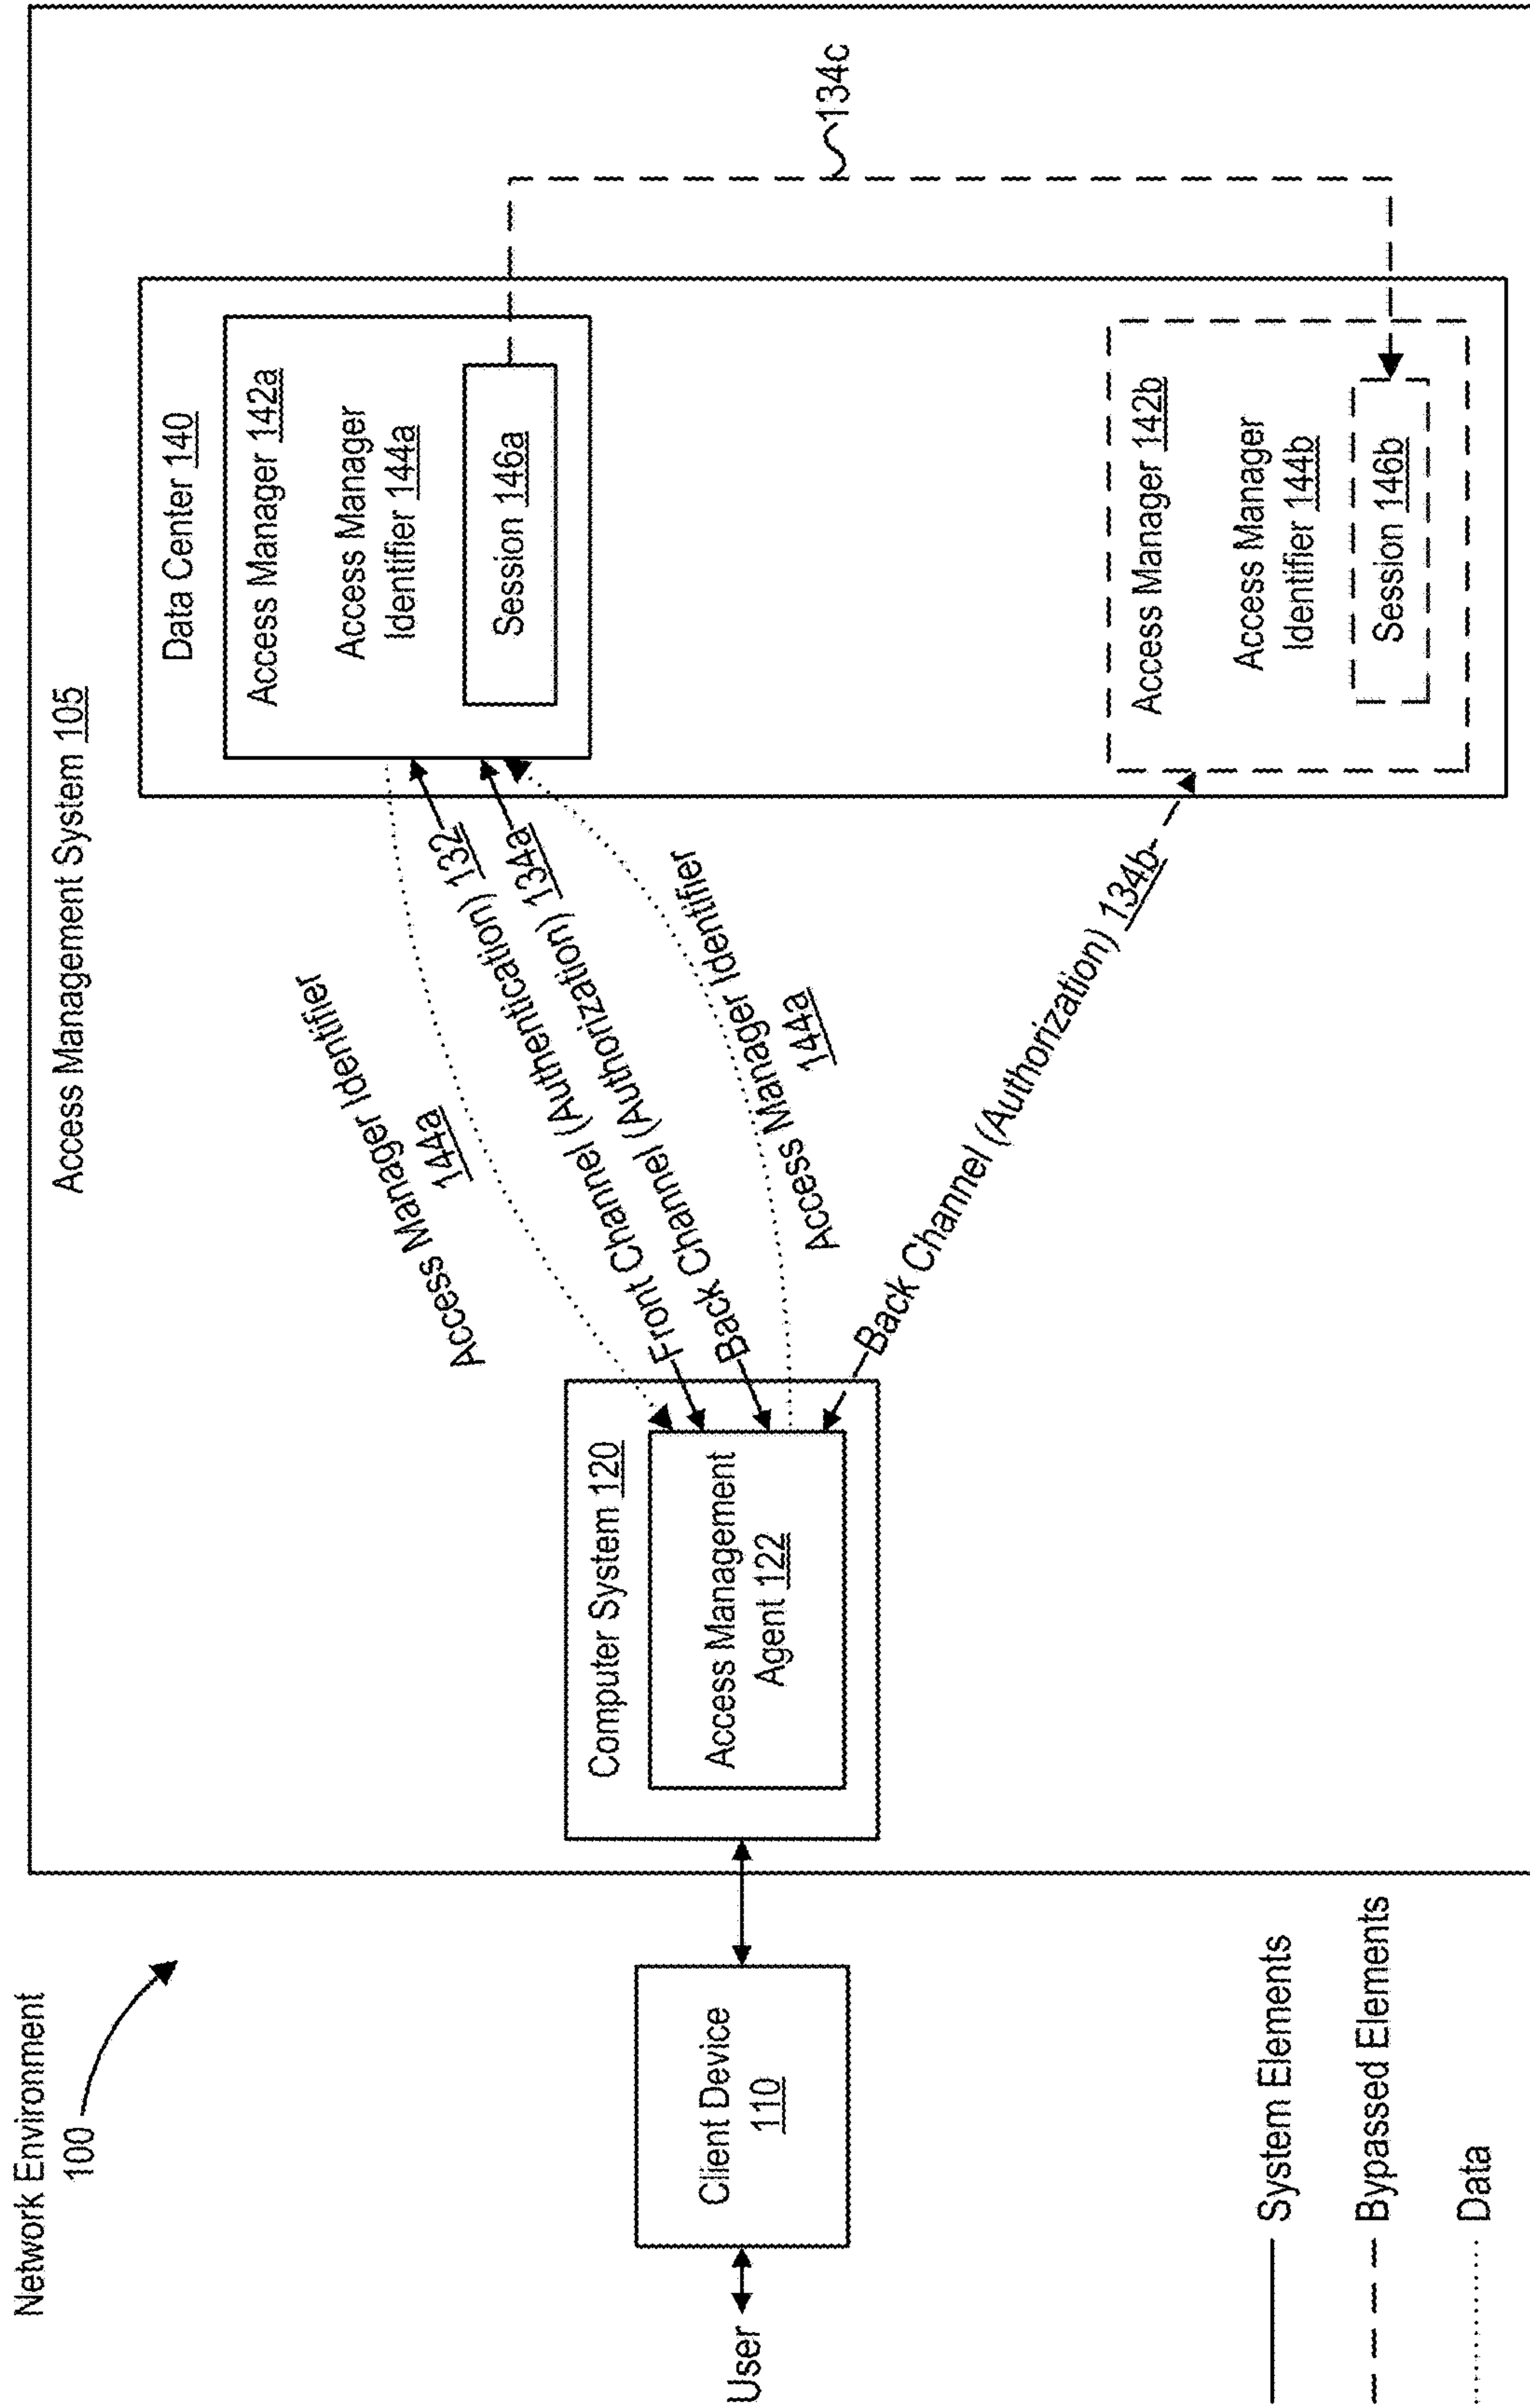 Network Environment
100
Access Management System 105
Data Center 140
Access Manager 142a
Access Manager
Identifier 144a
Session 146a
Access Manager Identifier
144a
Front Channel (Authentication) 132
Back Channel (Authorization) 134a
Access Manager Identifier
144a
134c
Computer System 120
Access Management
Agent 122
Client Device
110
User
Back Channel (Authorization) 134b
Access Manager 142b
Access Manager
Identifier 144b
Session 146b
System Elements
Bypassed Elements
Data